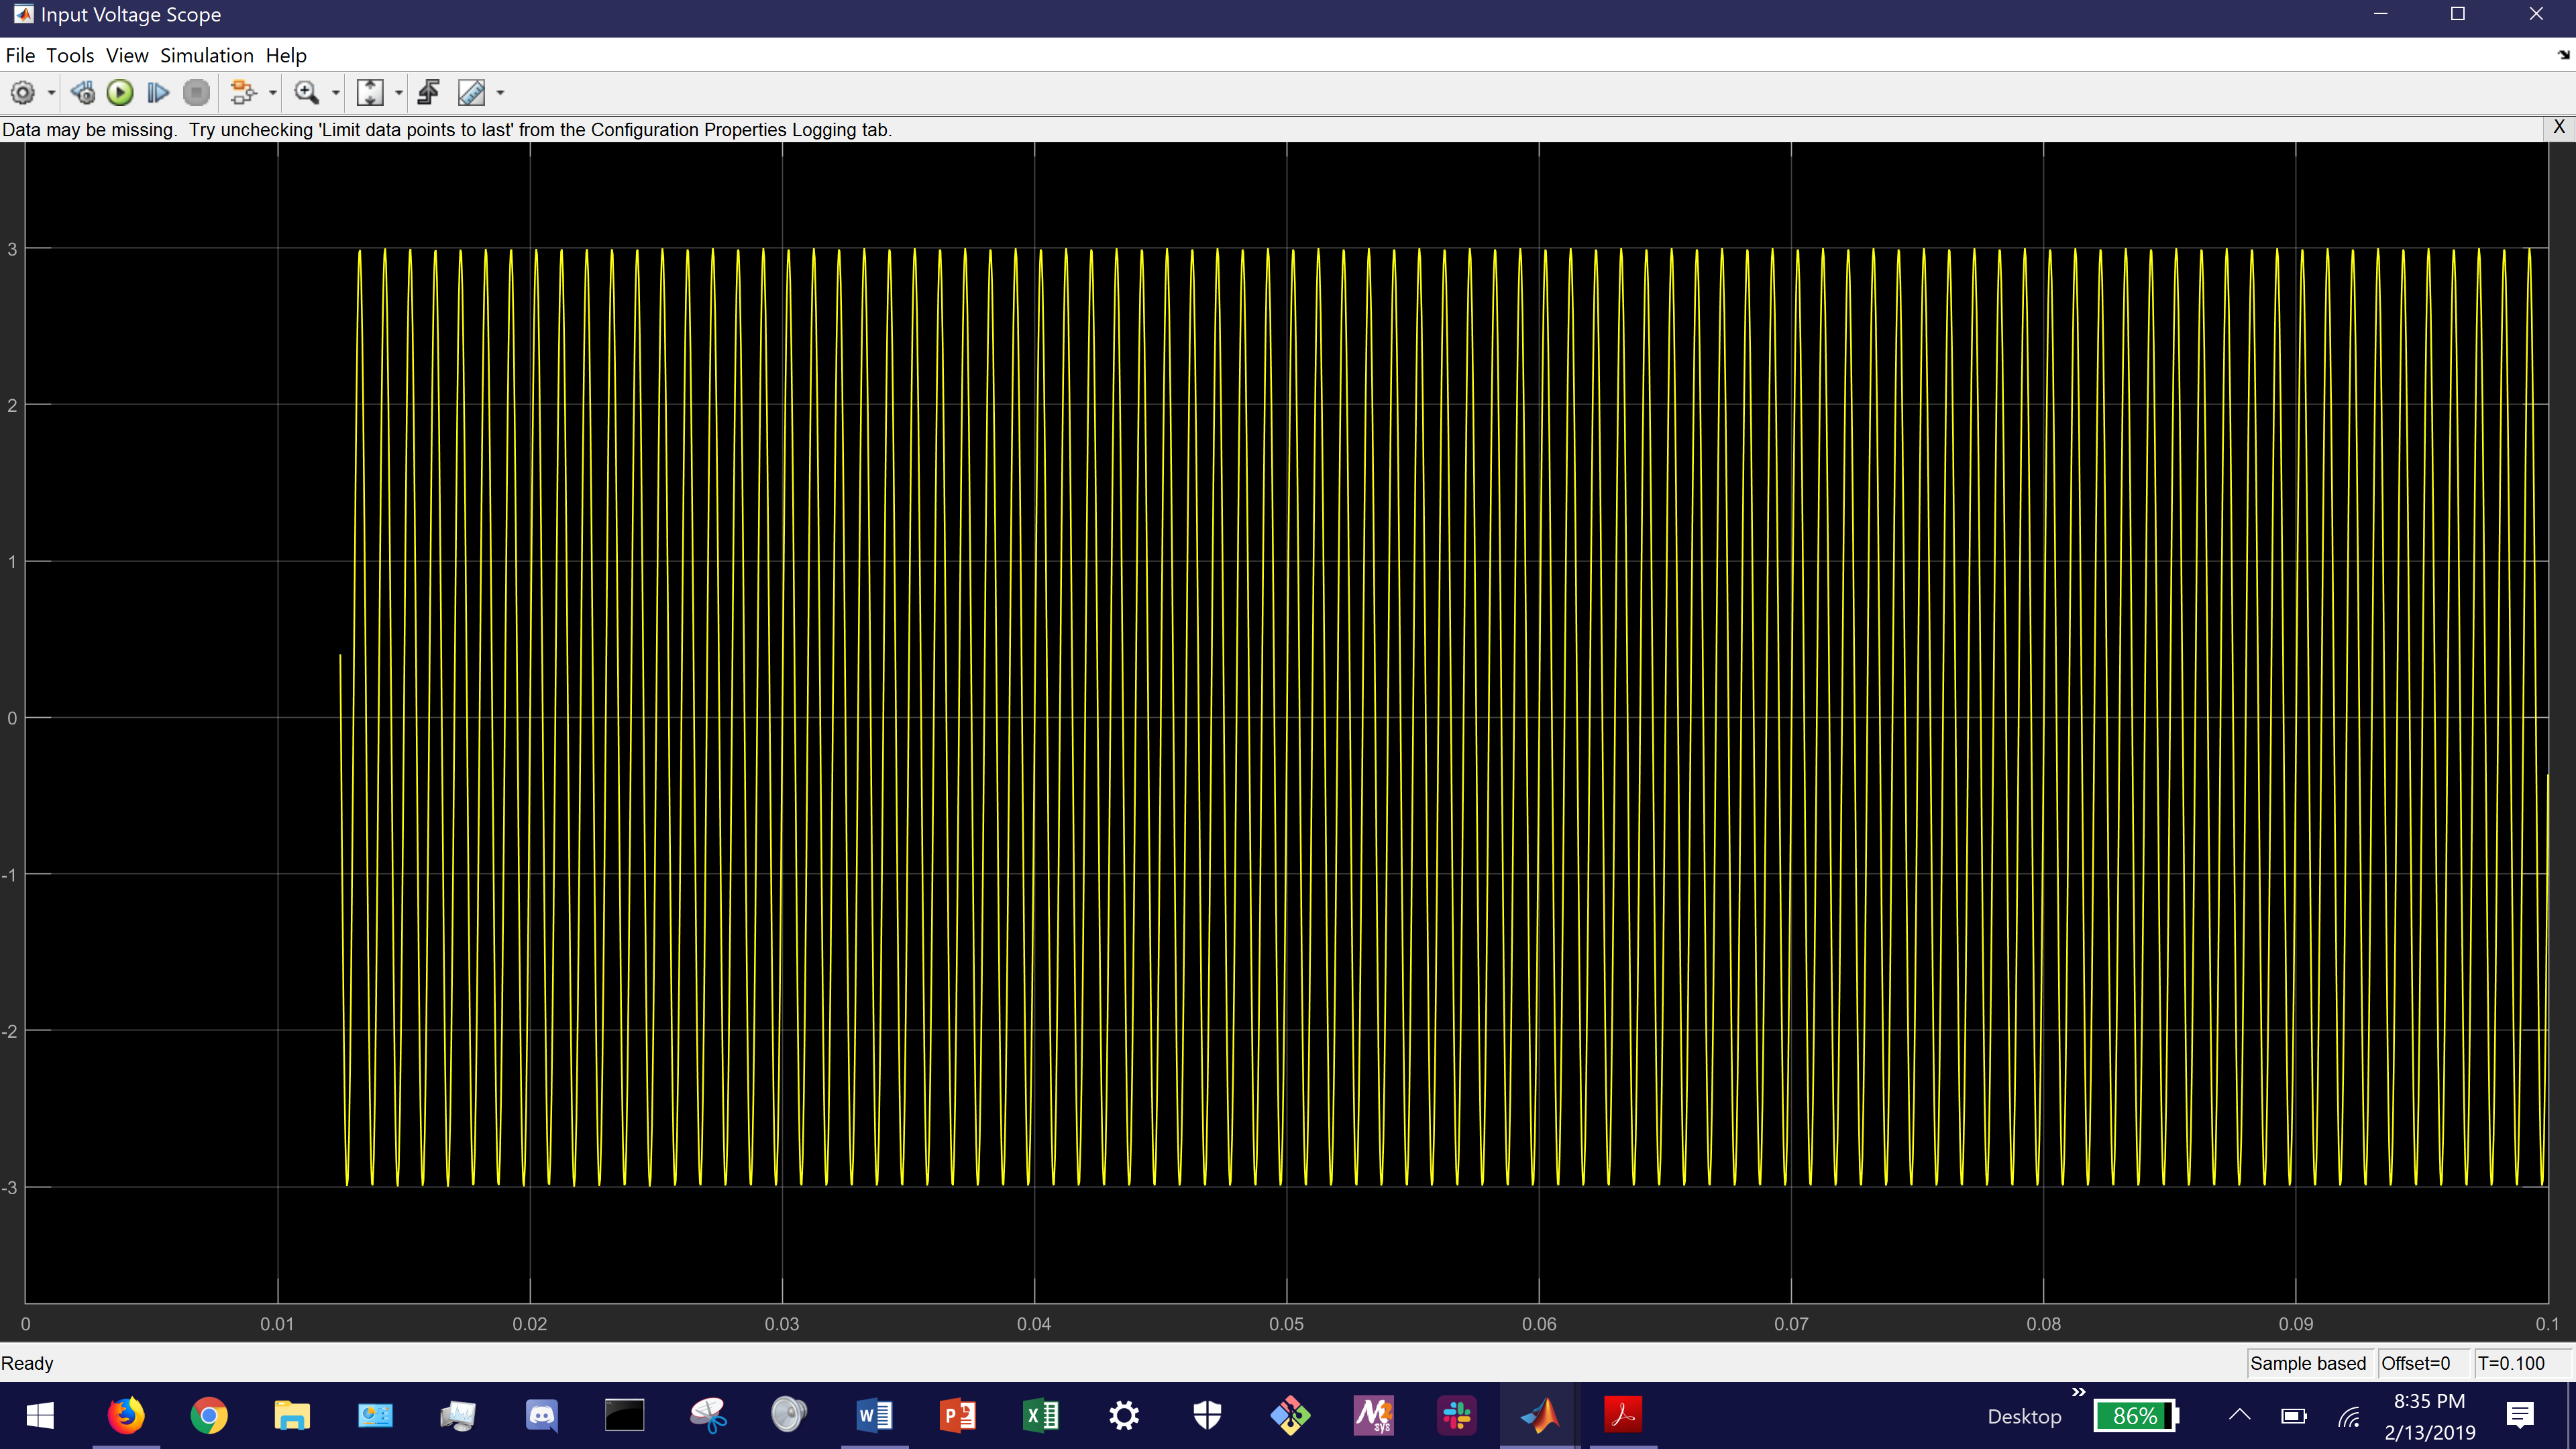 Input Voltage Scope
File Tools View Simulation Help
Data may be missing.  Try unchecking 'Limit data points to last' from the Configuration Properties Logging tab.
X
3
2
1
0
-1
-2
-3
0 0.01 0.02 0.03 0.04 0.05 0.06 0.07 0.08 0.09 0.1
Ready
Sample based Offset=0 T=0.100
W P X M2 sys
Desktop
86%
8:35 PM
2/13/2019